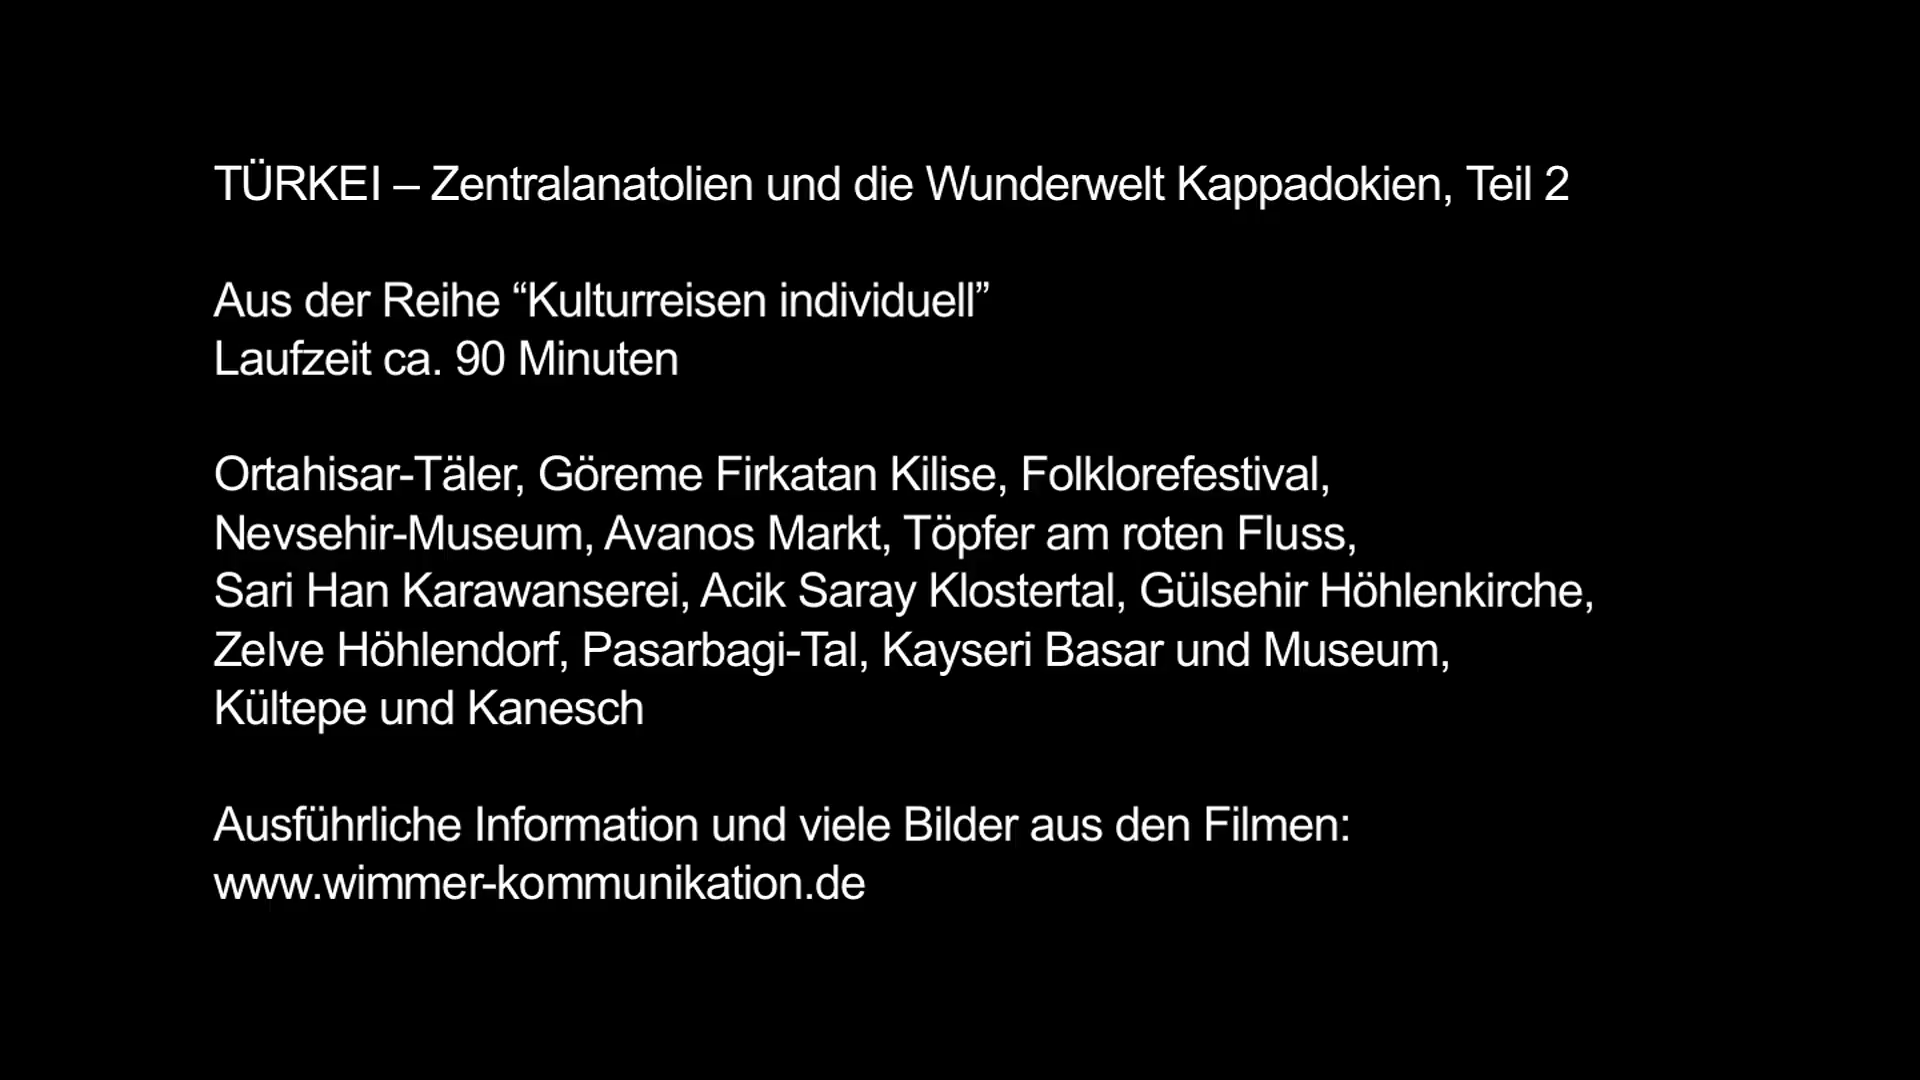 TÜRKEI – Zentralanatolien und die Wunderwelt Kappadokien, Teil 2
Aus der Reihe “Kulturreisen individuell”
Laufzeit ca. 90 Minuten
Ortahisar-Täler, Göreme Firkatan Kilise, Folklorefestival,
Nevsehir-Museum, Avanos Markt, Töpfer am roten Fluss,
Sari Han Karawanserei, Acik Saray Klostertal, Gülsehir Höhlenkirche,
Zelve Höhlendorf, Pasarbagi-Tal, Kayseri Basar und Museum,
Kültepe und Kanesch
Ausführliche Information und viele Bilder aus den Filmen:
www.wimmer-kommunikation.de